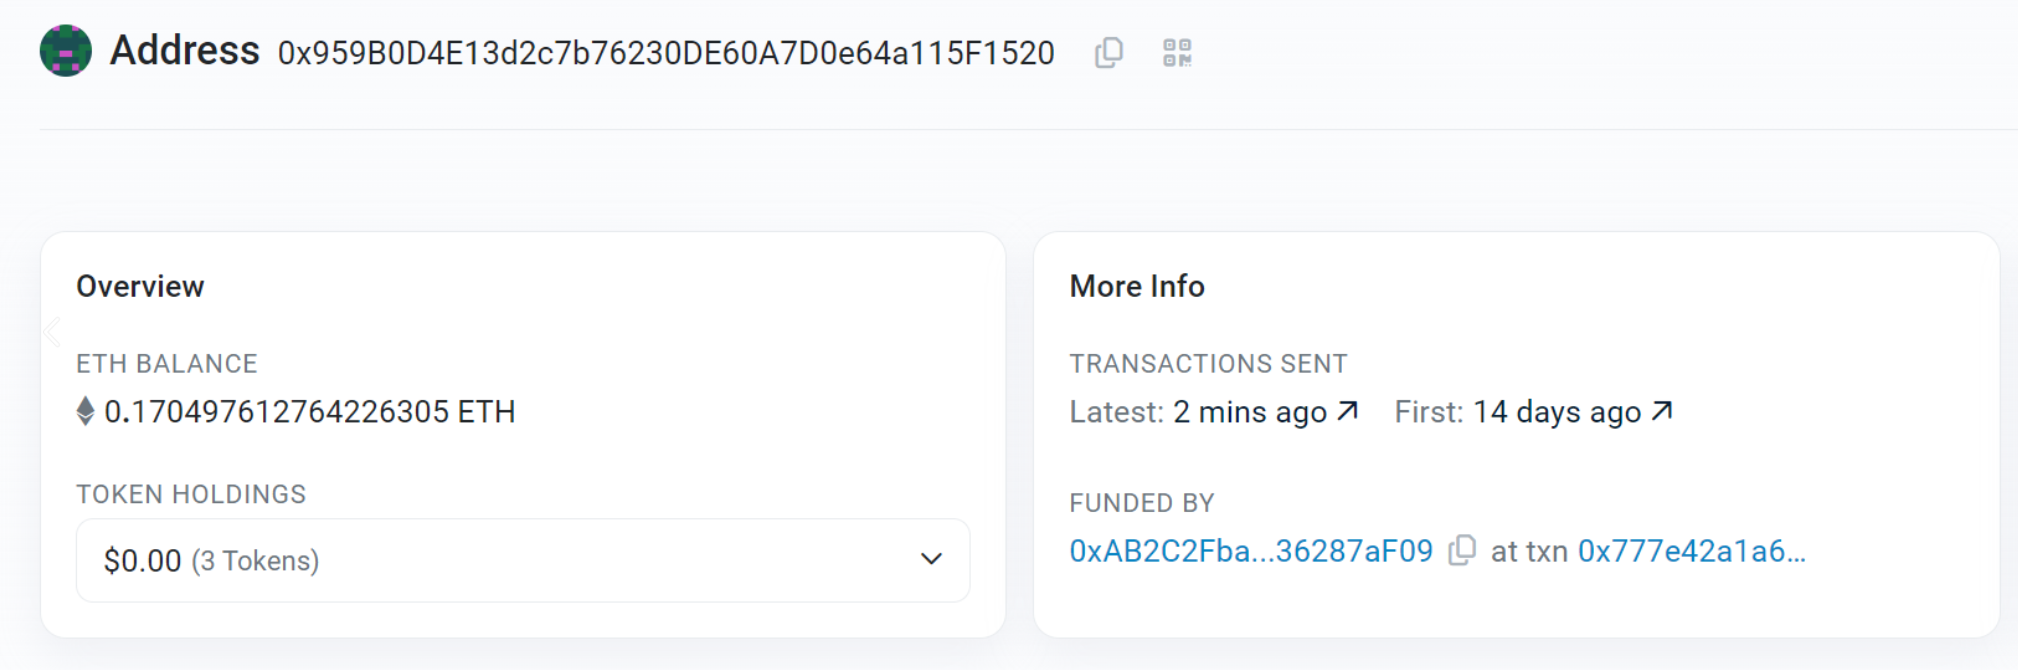 Address 0x959B0D4E13d2c7b76230DE60A7D0e64a115F1520
Overview
ETH BALANCE
0.170497612764226305 ETH
TOKEN HOLDINGS
$0.00 (3 Tokens)
More Info
TRANSACTIONS SENT
Latest: 2 mins ago ↗ First: 14 days ago ↗
FUNDED BY
0xAB2C2Fba...36287aF09 at txn 0x777e42a1a6...